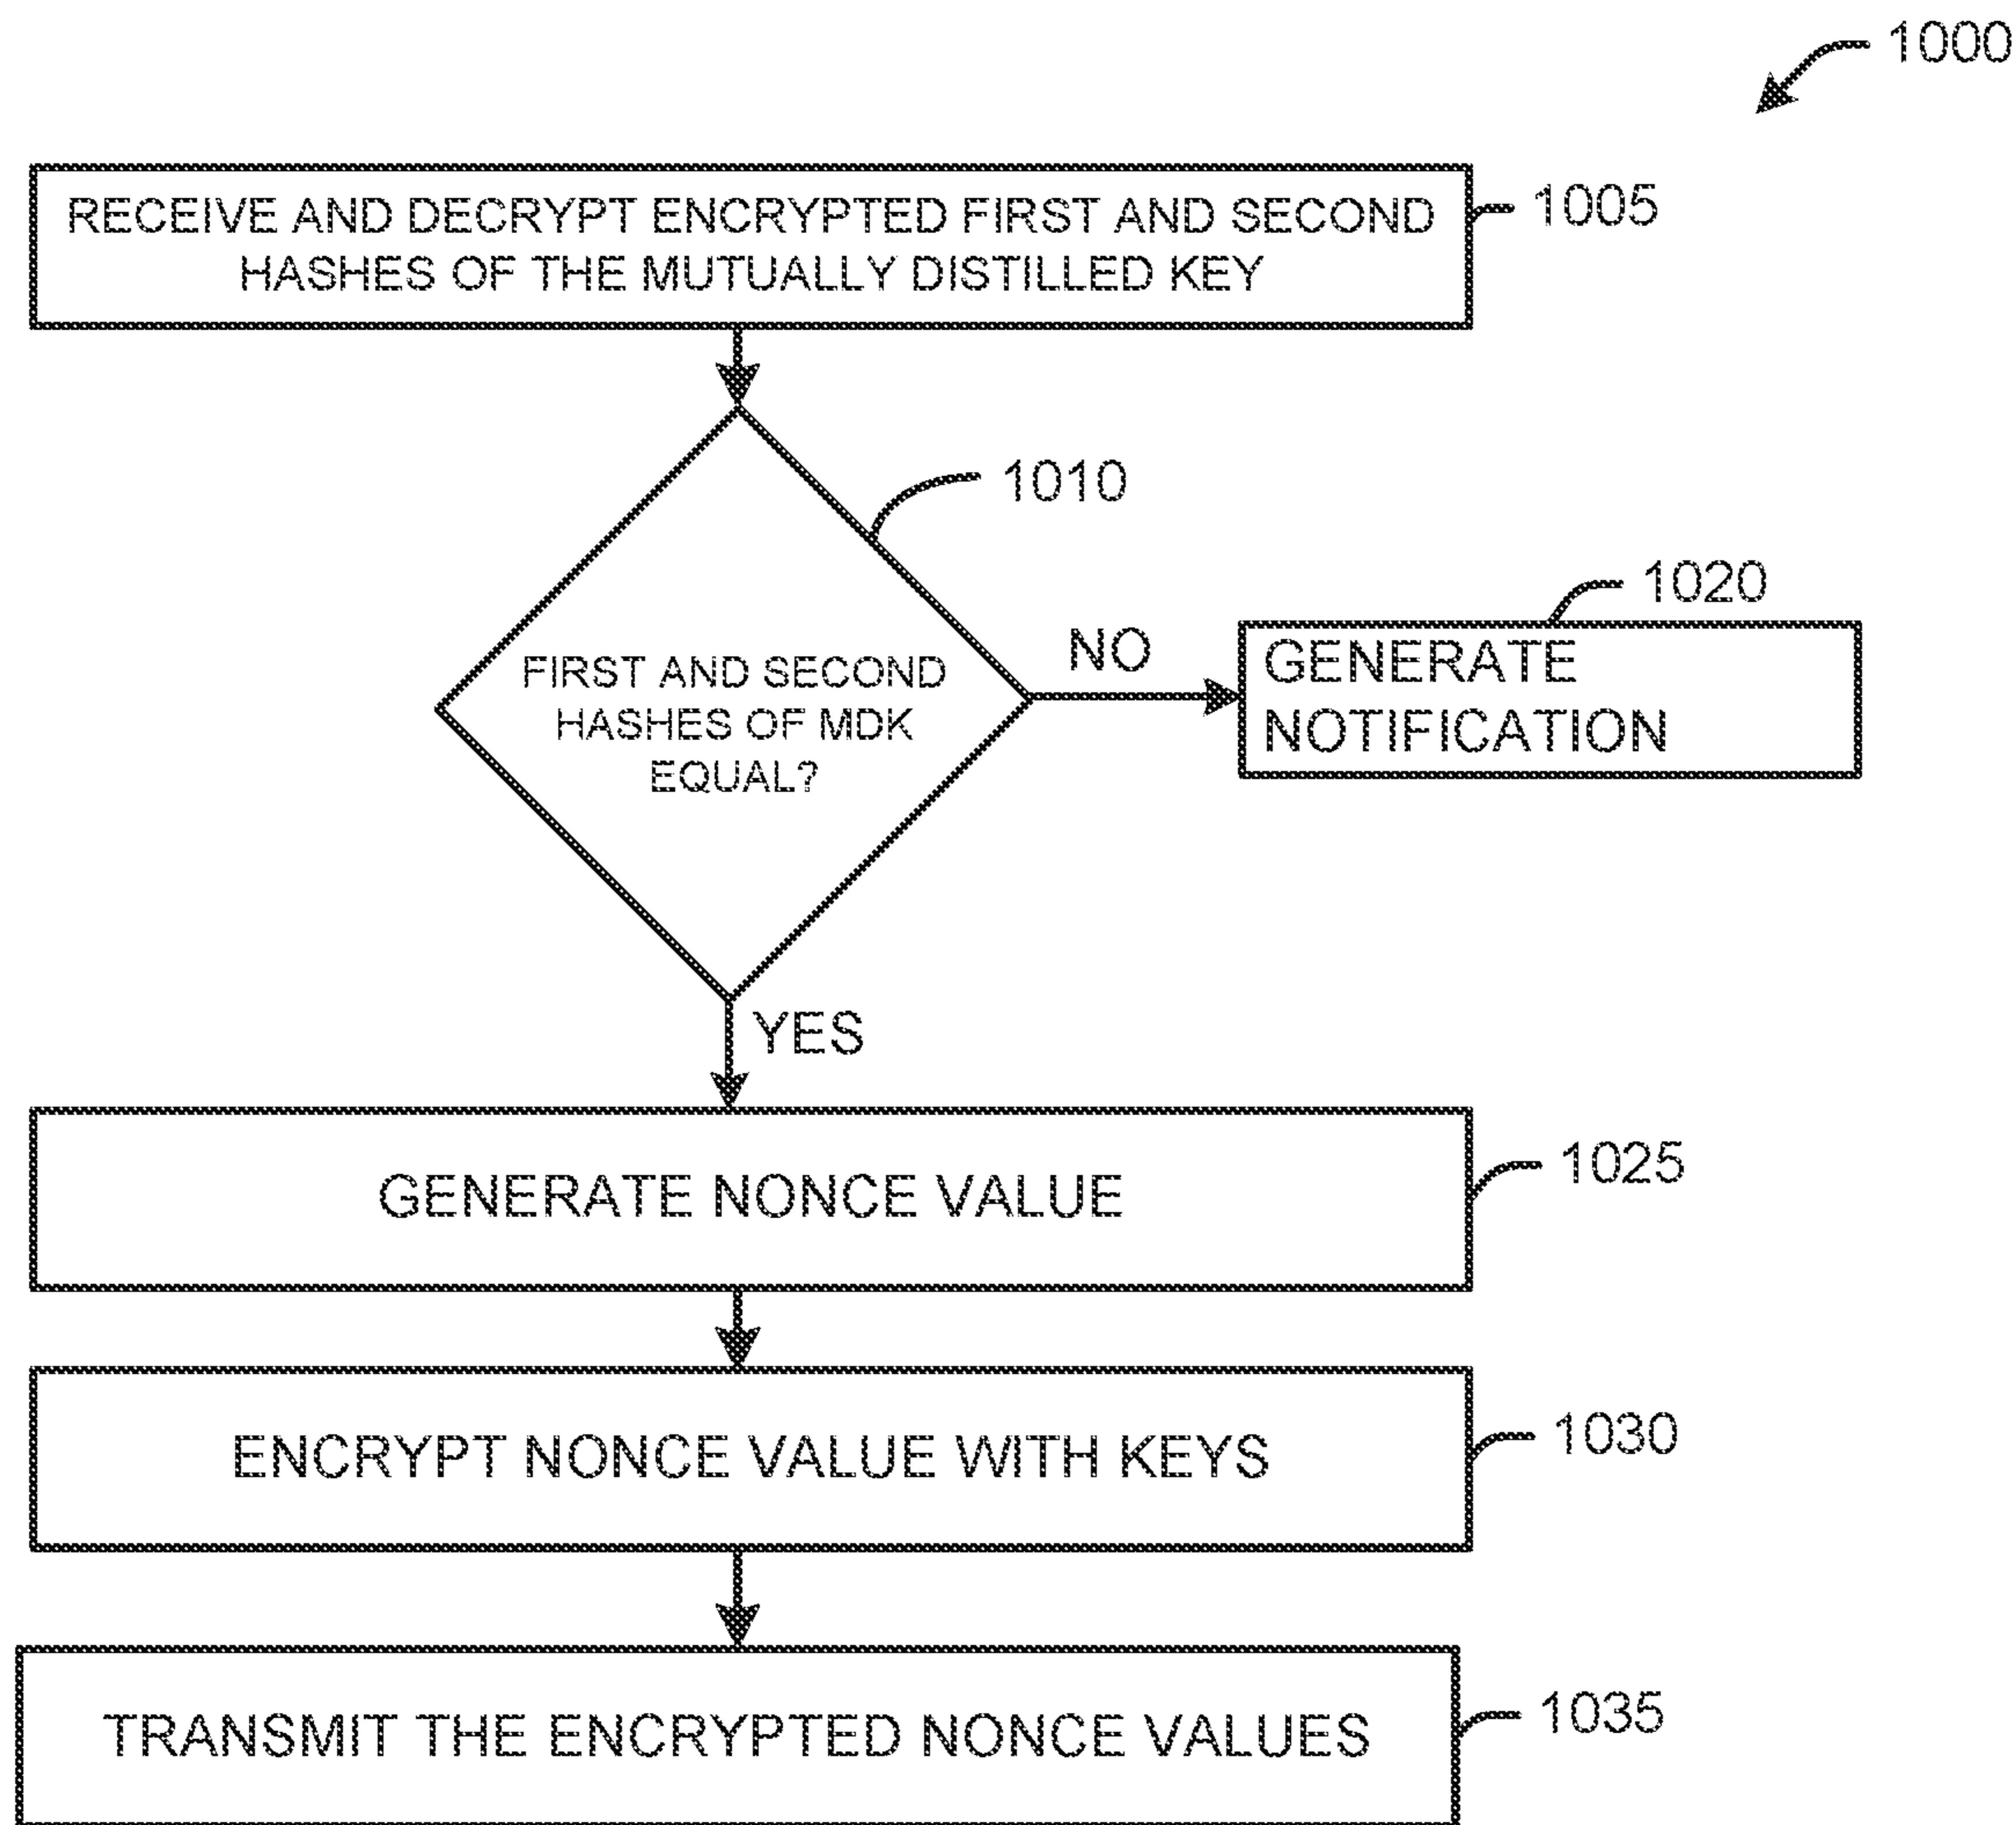 1000
RECEIVE AND DECRYPT ENCRYPTED FIRST AND SECOND
HASHES OF THE MUTUALLY DISTILLED KEY
1005
1010
FIRST AND SECOND
HASHES OF MDK
EQUAL?
NO
1020
GENERATE
NOTIFICATION
YES
GENERATE NONCE VALUE
1025
ENCRYPT NONCE VALUE WITH KEYS
1030
TRANSMIT THE ENCRYPTED NONCE VALUES
1035